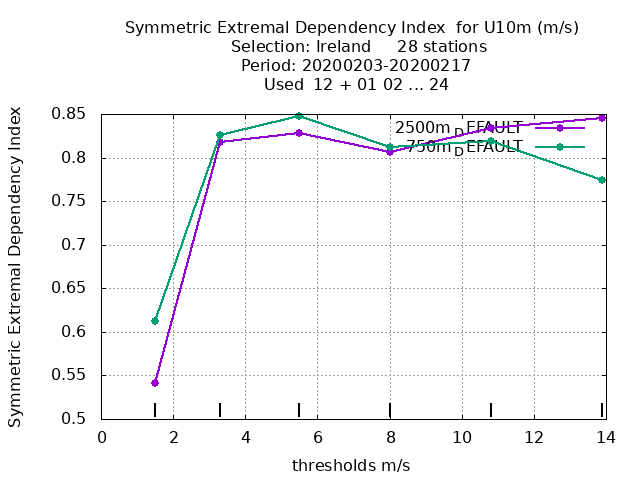 Symmetric Extremal Dependency Index  for U10m (m/s)
Selection: Ireland     28 stations
Period: 20200203-20200217
Used  12 + 01 02 ... 24
Symmetric Extremal Dependency Index
0.85
0.8
0.75
0.7
0.65
0.6
0.55
0.5
2500m_DEFAULT
750m_DEFAULT
0 2 4 6 8 10 12 14
thresholds m/s